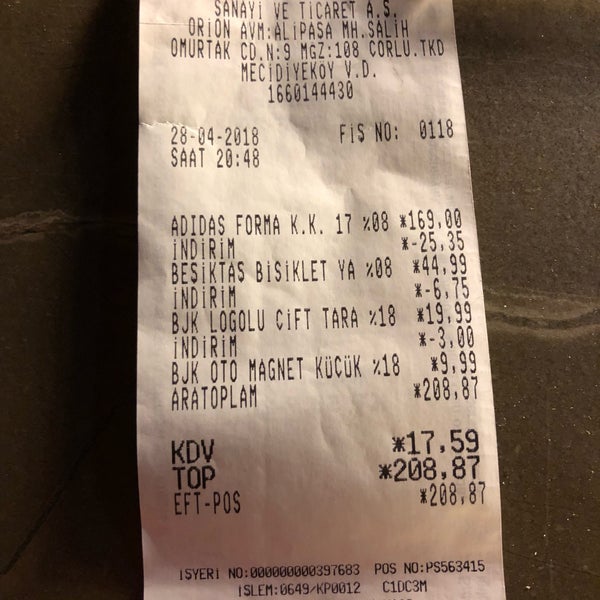 SANAYİ VE TİCARET A.Ş.
ORİON AVM:ALİPAŞA MH.SALİH
OMURTAK CD.N:9 MGZ:108 ÇORLU.TKD
MECİDİYEKÖY V.D.
1660144430
28-04-2018 FİŞ NO: 0118
SAAT 20:48
ADIDAS FORMA K.K. 17 %08 *169,00
İNDİRİM *-25,35
BEŞİKTAŞ BİSİKLET YA %08 *44,99
İNDİRİM *-6,75
BJK LOGOLU ÇİFT TARA %18 *19,99
İNDİRİM *-3,00
BJK OTO MAGNET KÜÇÜK %18 *9,99
ARATOPLAM *208,87
KDV *17,59
TOP *208,87
EFT-POS *208,87
İŞYERİ NO:000000000397683 POS NO:PS563415
İŞLEM:0649/KP0012 C1DC3M